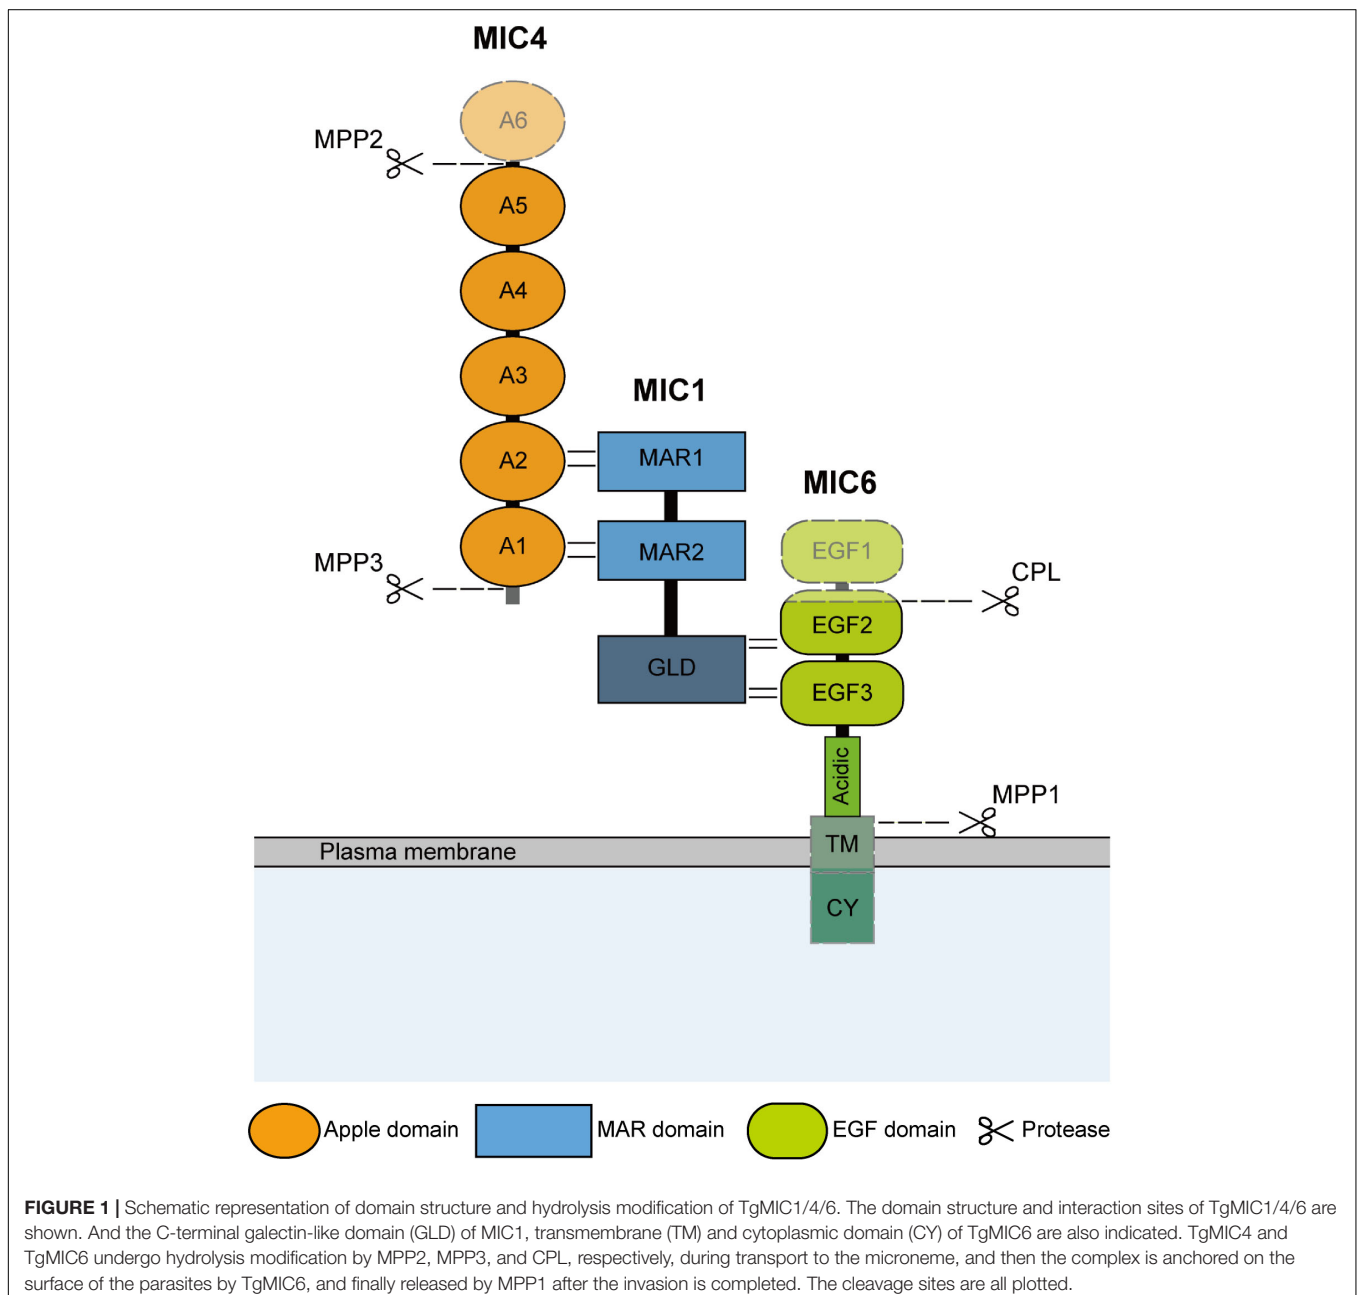 MIC4
A6
MPP2
A5
A4
A3
MIC1
A2
MAR1
MIC6
A1
MAR2
EGF1
MPP3
CPL
EGF2
GLD
EGF3
Acidic
MPP1
TM
Plasma membrane
CY
Apple domain
MAR domain
EGF domain
Protease
FIGURE 1 | Schematic representation of domain structure and hydrolysis modification of TgMIC1/4/6. The domain structure and interaction sites of TgMIC1/4/6 are
shown. And the C-terminal galectin-like domain (GLD) of MIC1, transmembrane (TM) and cytoplasmic domain (CY) of TgMIC6 are also indicated. TgMIC4 and
TgMIC6 undergo hydrolysis modification by MPP2, MPP3, and CPL, respectively, during transport to the microneme, and then the complex is anchored on the
surface of the parasites by TgMIC6, and finally released by MPP1 after the invasion is completed. The cleavage sites are all plotted.